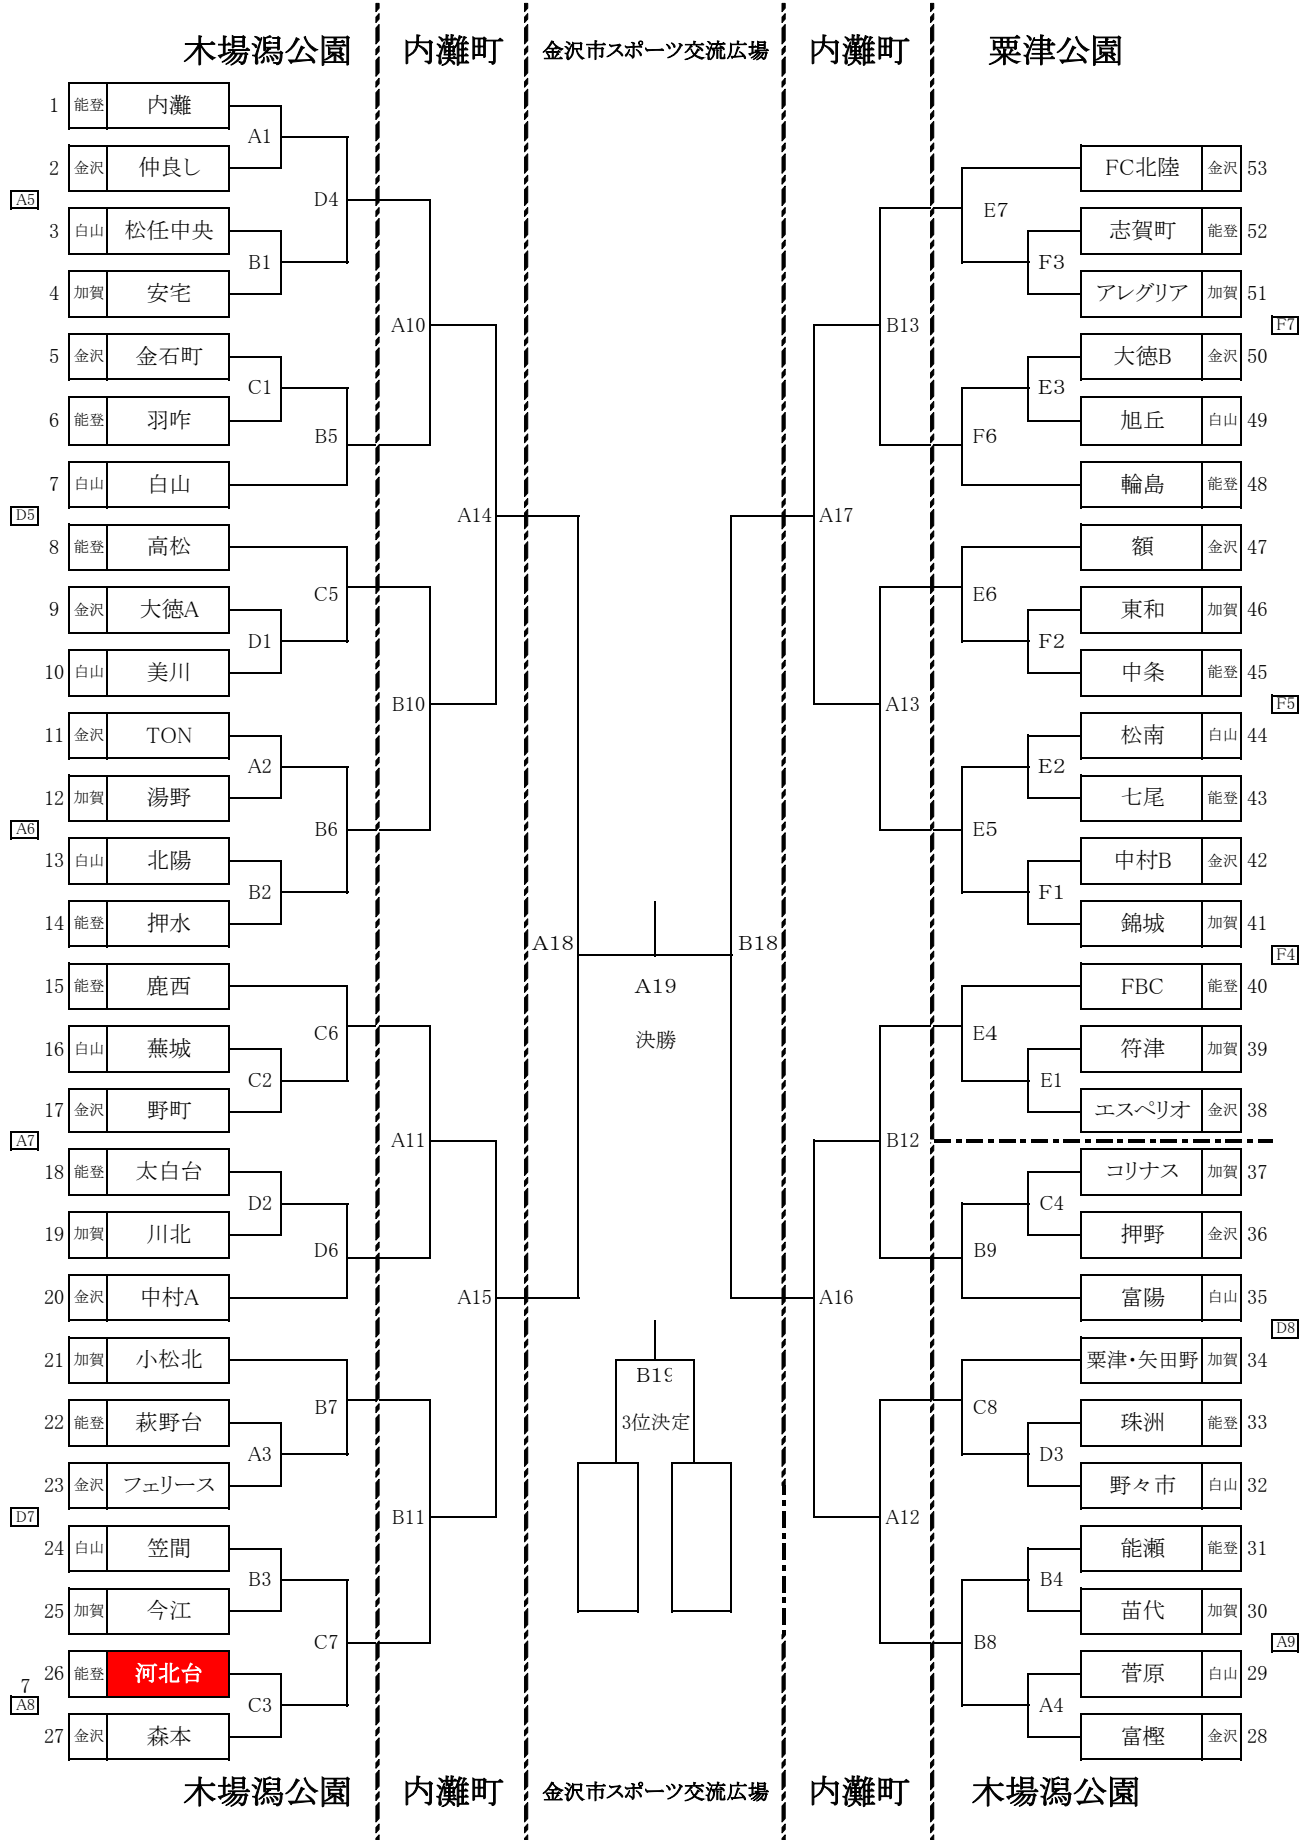 木場潟公園 内灘町 金沢市スポーツ交流広場 内灘町 粟津公園
1 能登 内灘
A1
2 金沢 仲良し
A5
D4
3 白山 松任中央
B1
4 加賀 安宅
A10
5 金沢 金石町
C1
6 能登 羽咋
B5
7 白山 白山
D5
A14
8 能登 高松
C5
9 金沢 大徳A
D1
10 白山 美川
B10
11 金沢 TON
A2
12 加賀 湯野
A6
B6
13 白山 北陽
B2
14 能登 押水
A18
15 能登 鹿西
C6
16 白山 蕪城
C2
17 金沢 野町
A7
A11
18 能登 太白台
D2
19 加賀 川北
D6
20 金沢 中村A
A15
21 加賀 小松北
B7
22 能登 萩野台
A3
23 金沢 フェリース
D7
B11
24 白山 笠間
B3
25 加賀 今江
C7
26 能登 河北台
7
A8
C3
27 金沢 森本
A19
決勝
B19
3位決定
B18
FC北陸 金沢 53
E7
志賀町 能登 52
F3
アレグリア 加賀 51
F7
B13
大徳B 金沢 50
E3
旭丘 白山 49
F6
輪島 能登 48
A17
額 金沢 47
E6
東和 加賀 46
F2
中条 能登 45
F5
A13
松南 白山 44
E2
七尾 能登 43
E5
中村B 金沢 42
F1
錦城 加賀 41
F4
FBC 能登 40
E4
符津 加賀 39
E1
エスペリオ 金沢 38
B12
コリナス 加賀 37
C4
押野 金沢 36
B9
富陽 白山 35
A16
D8
粟津・矢田野 加賀 34
C8
珠洲 能登 33
D3
野々市 白山 32
A12
能瀬 能登 31
B4
苗代 加賀 30
B8
A9
菅原 白山 29
A4
富樫 金沢 28
木場潟公園 内灘町 金沢市スポーツ交流広場 内灘町 木場潟公園